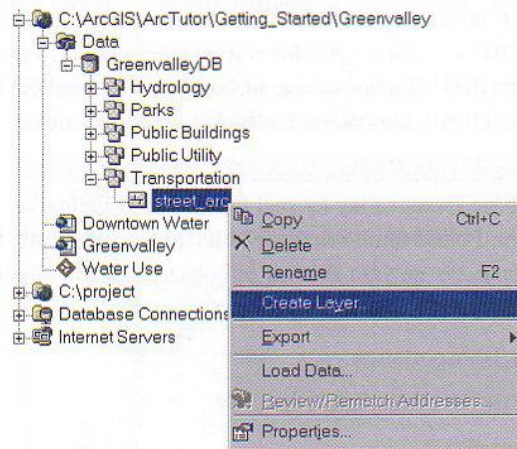 C:\ArcGIS\ArcTutor\Getting_Started\Greenvalley
Data
GreenvalleyDB
Hydrology
Parks
Public Buildings
Public Utility
Transportation
street_arc
Downtown Water
Greenvalley
Water Use
C:\project
Database Connections
Internet Servers
Copy Ctrl+C
Delete
Rename F2
Create Layer...
Export
Load Data...
Review/Rematch Addresses...
Properties...